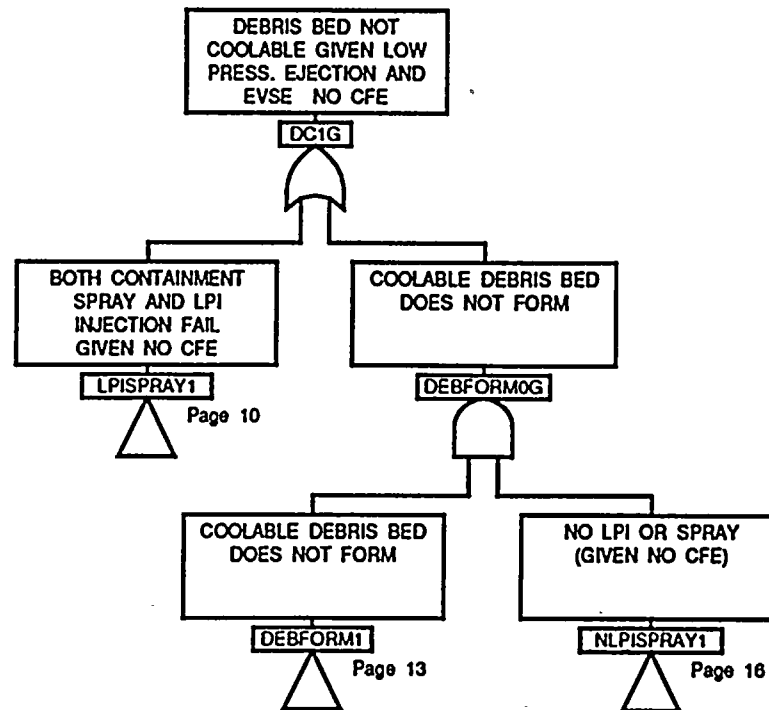 DEBRIS BED NOT
COOLABLE GIVEN LOW
PRESS. EJECTION AND
EVSE NO CFE
DC1G
BOTH CONTAINMENT
SPRAY AND LPI
INJECTION FAIL
GIVEN NO CFE
LPISPRAY1
Page 10
COOLABLE DEBRIS BED
DOES NOT FORM
DEBFORM0G
COOLABLE DEBRIS BED
DOES NOT FORM
DEBFORM1
Page 13
NO LPI OR SPRAY
(GIVEN NO CFE)
NLPISPRAY1
Page 16